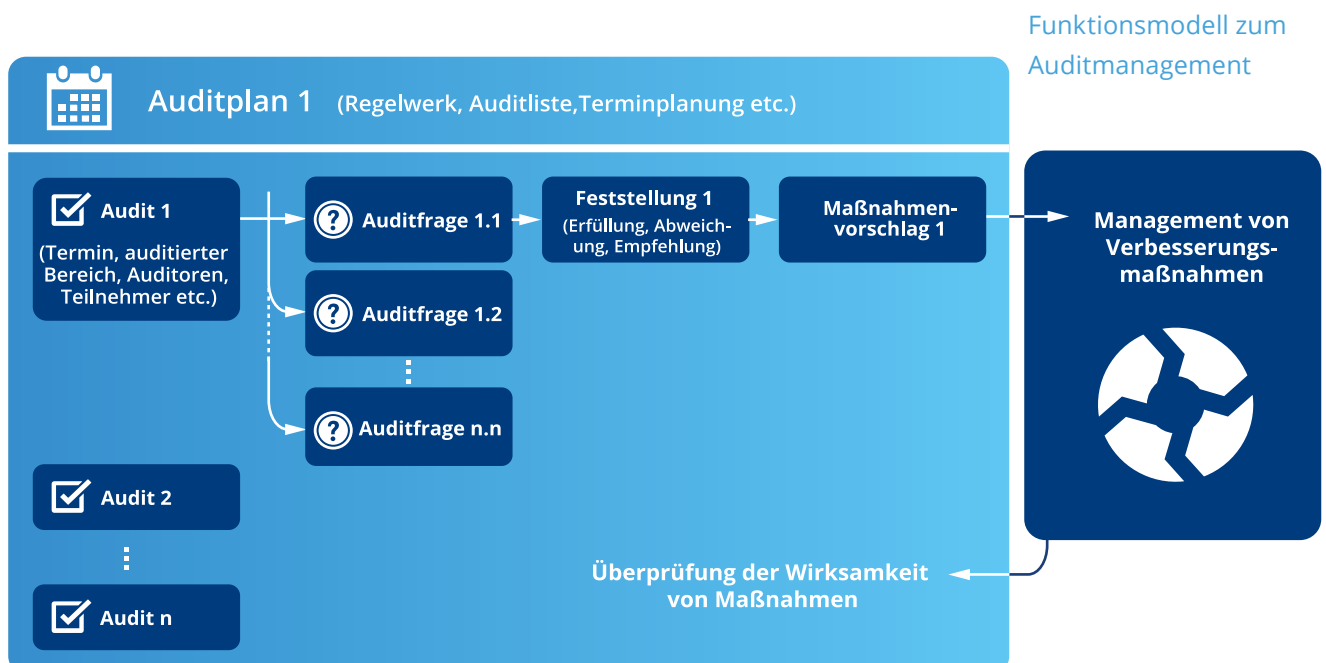 Funktionsmodell zum
Auditmanagement
Auditplan 1 (Regelwerk, Auditliste,Terminplanung etc.)
Audit 1
(Termin, auditierter
Bereich, Auditoren,
Teilnehmer etc.)
Auditfrage 1.1
Feststellung 1
(Erfüllung, Abweich-
ung, Empfehlung)
Maßnahmen-
vorschlag 1
Management von
Verbesserungs-
maßnahmen
Auditfrage 1.2
Auditfrage n.n
Audit 2
Audit n
Überprüfung der Wirksamkeit
von Maßnahmen